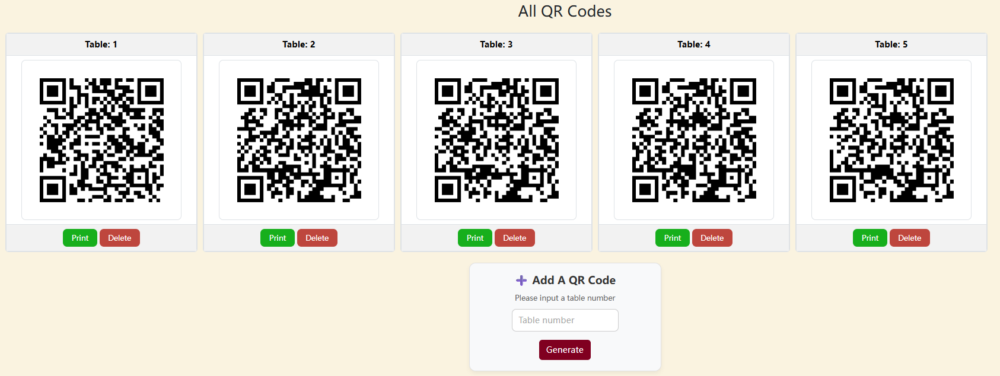 All QR Codes
Table: 1
Table: 2
Table: 3
Table: 4
Table: 5
Print Delete
Print Delete
Print Delete
Print Delete
Print Delete
Add A QR Code
Please input a table number
Table number
Generate